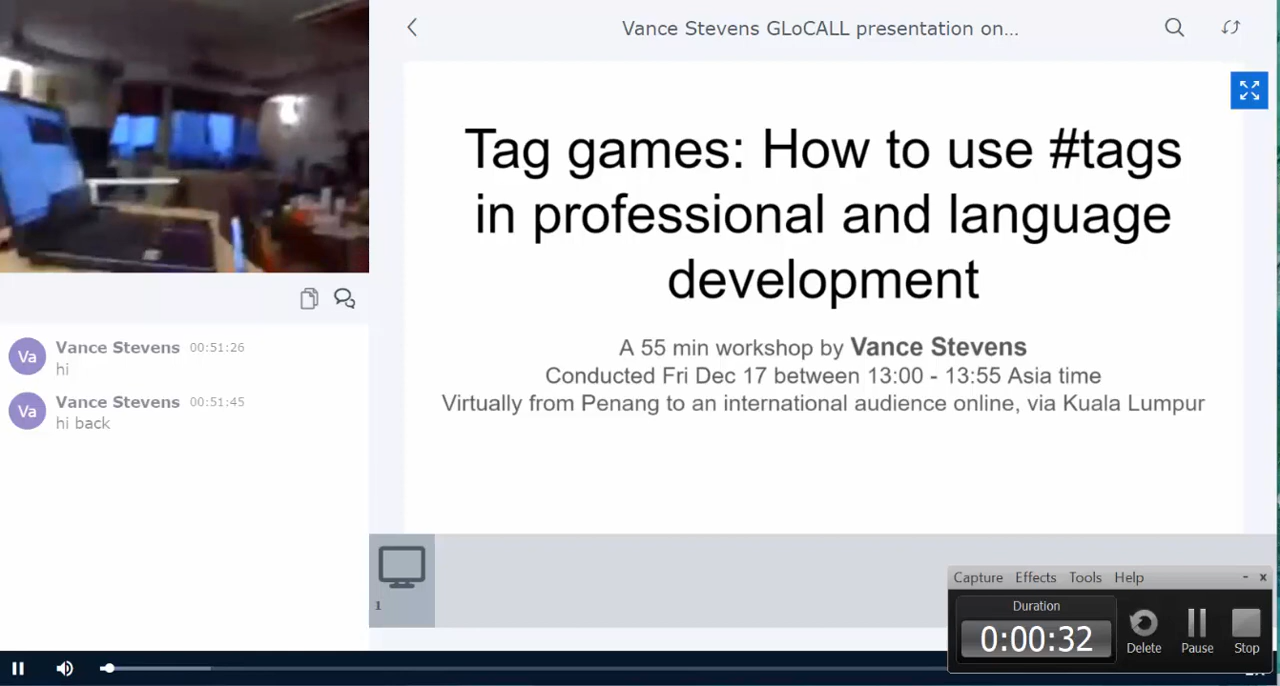 Vance Stevens GLoCALL presentation on...
Tag games: How to use #tags
in professional and language
development
A 55 min workshop by Vance Stevens
Conducted Fri Dec 17 between 13:00 - 13:55 Asia time
Virtually from Penang to an international audience online, via Kuala Lumpur
Va
Vance Stevens 00:51:26
hi
Va
Vance Stevens 00:51:45
hi back
1
Capture Effects Tools Help
Duration
0:00:32
Delete Pause Stop